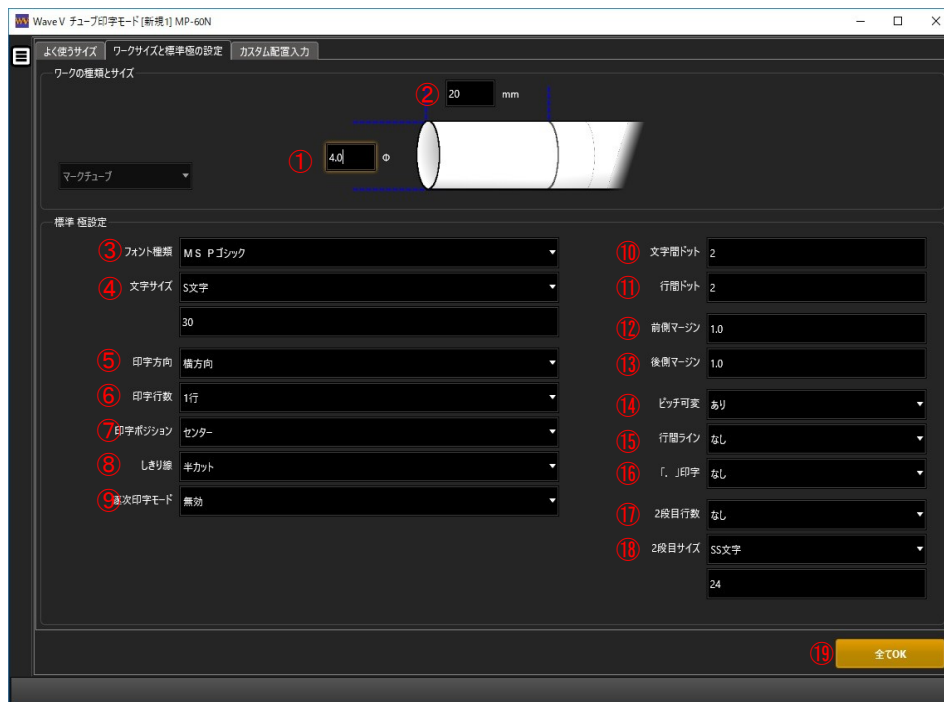 Wave V チューブ印字モード [新規1] MP-60N
よく使うサイズ ワークサイズと標準極の設定 カスタム配置入力
ワークの種類とサイズ
② 20 mm
① 4.0 Φ
マークチューブ
標準 極設定
③ フォント種類 MS Pゴシック
④ 文字サイズ S文字
30
⑤ 印字方向 横方向
⑥ 印字行数 1行
⑦ 印字ポジション センター
⑧ しきり線 半カット
⑨ 逐次印字モード 無効
⑩ 文字間ドット 2
⑪ 行間ドット 2
⑫ 前側マージン 1.0
⑬ 後側マージン 1.0
⑭ ピッチ可変 あり
⑮ 行間ライン なし
⑯ 「．」印字 なし
⑰ 2段目行数 なし
⑱ 2段目サイズ SS文字
24
⑲ 全てOK